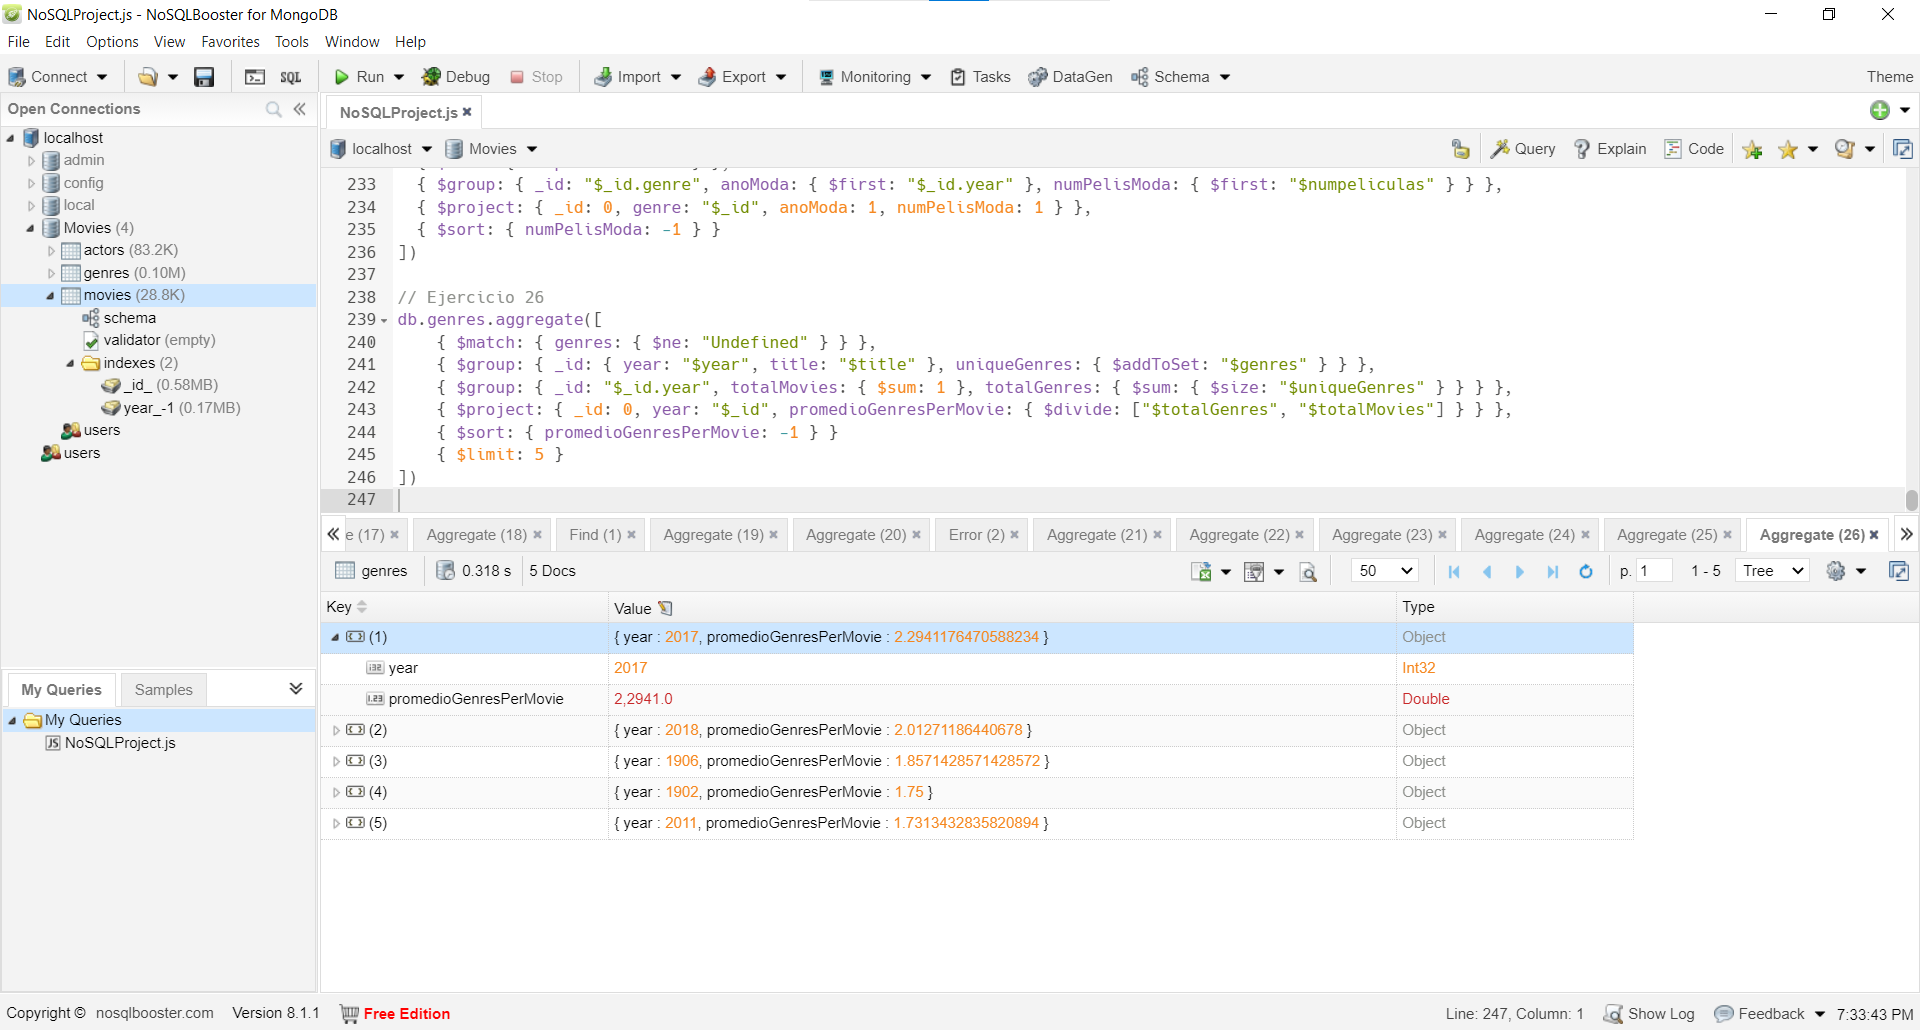 NoSQLProject.js - NoSQLBooster for MongoDB
File Edit Options View Favorites Tools Window Help
Connect SQL Run Debug Stop Import Export Monitoring Tasks DataGen Schema Theme
Open Connections
localhost
admin
config
local
Movies (4)
actors (83.2K)
genres (0.10M)
movies (28.8K)
schema
validator (empty)
indexes (2)
_id_ (0.58MB)
year_-1 (0.17MB)
users
users
My Queries Samples
My Queries
JS NoSQLProject.js
NoSQLProject.js
localhost Movies Query Explain Code
233 { $group: { _id: "$_id.genre", anoModa: { $first: "$_id.year" }, numPelisModa: { $first: "$numpeliculas" } } },
234 { $project: { _id: 0, genre: "$_id", anoModa: 1, numPelisModa: 1 } },
235 { $sort: { numPelisModa: -1 } }
236 ])
237
238 // Ejercicio 26
239 db.genres.aggregate([
240 { $match: { genres: { $ne: "Undefined" } } },
241 { $group: { _id: { year: "$year", title: "$title" }, uniqueGenres: { $addToSet: "$genres" } } },
242 { $group: { _id: "$_id.year", totalMovies: { $sum: 1 }, totalGenres: { $sum: { $size: "$uniqueGenres" } } } },
243 { $project: { _id: 0, year: "$_id", promedioGenresPerMovie: { $divide: ["$totalGenres", "$totalMovies"] } } },
244 { $sort: { promedioGenresPerMovie: -1 } }
245 { $limit: 5 }
246 ])
247
e (17) Aggregate (18) Find (1) Aggregate (19) Aggregate (20) Error (2) Aggregate (21) Aggregate (22) Aggregate (23) Aggregate (24) Aggregate (25) Aggregate (26)
genres 0.318 s 5 Docs 50 p. 1 1 - 5 Tree
Key Value Type
(1) { year : 2017, promedioGenresPerMovie : 2.2941176470588234 } Object
i32 year 2017 Int32
1.23 promedioGenresPerMovie 2,2941.0 Double
(2) { year : 2018, promedioGenresPerMovie : 2.01271186440678 } Object
(3) { year : 1906, promedioGenresPerMovie : 1.8571428571428572 } Object
(4) { year : 1902, promedioGenresPerMovie : 1.75 } Object
(5) { year : 2011, promedioGenresPerMovie : 1.7313432835820894 } Object
Copyright © nosqlbooster.com Version 8.1.1 Free Edition Line: 247, Column: 1 Show Log Feedback 7:33:43 PM